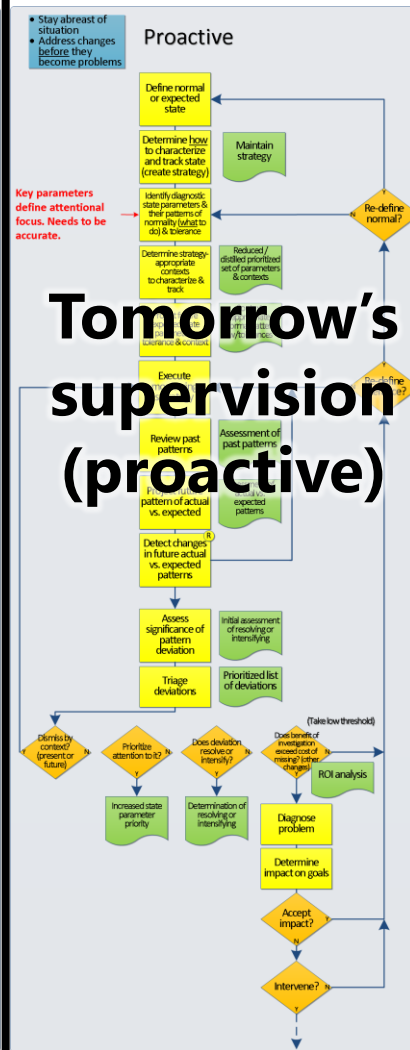 • Stay abreast of
situation
• Address changes
before they
become problems
Proactive
Define normal
or expected
state
Determine how
to characterize
and track state
(create strategy)
Maintain
strategy
Key parameters
define attentional
focus. Needs to be
accurate.
Identify diagnostic
state parameters &
their patterns of
normality (what to
do) & tolerance
Re-define
normal?
N
Y
Determine strategy-
appropriate
contexts
to characterize &
track
Reduced /
distilled prioritized
set of parameters
& contexts
Tomorrow's
supervision
(proactive)
tolerance & context
Execute
Review past
patterns
Assessment of
past patterns
pattern of actual
vs. expected
actual vs.
expected
patterns
R
Detect changes
in future actual
vs. expected
patterns
Assess
significance of
pattern
deviation
Initial assessment
of resolving or
intensifying
Triage
deviations
Prioritized list
of deviations
(Take low threshold)
Dismiss by
context?
(present or
future)
Y
N
Prioritize
attention to it?
N
Y
Does deviation
resolve or
intensify?
N
Y
Does benefit of
investigation
exceed cost of
missing? (other
changes)
N
Y
ROI analysis
Increased state
parameter
priority
Determination of
resolving or
intensifying
Diagnose
problem
Determine
impact on goals
Accept
impact?
Y
N
Intervene?
N
Y